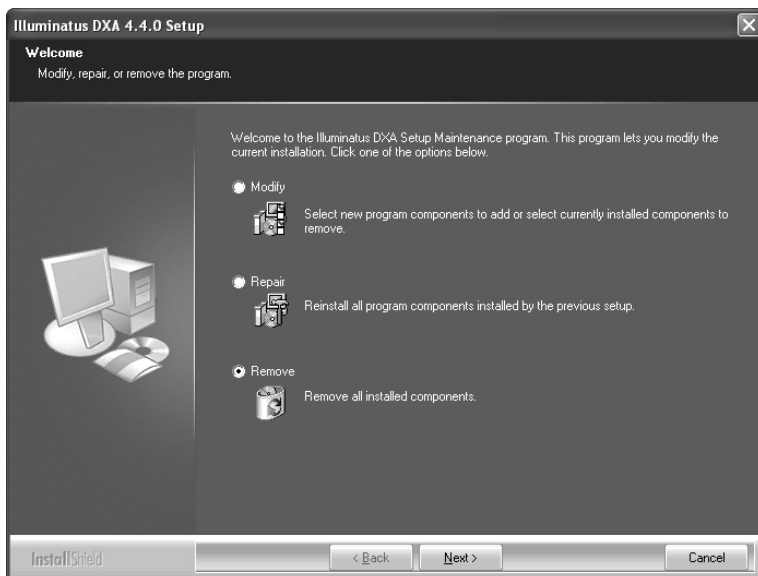 Illuminatus DXA 4.4.0 Setup
Welcome
Modify, repair, or remove the program.
Welcome to the Illuminatus DXA Setup Maintenance program. This program lets you modify the
current installation. Click one of the options below.
Modify
Select new program components to add or select currently installed components to
remove.
Repair
Reinstall all program components installed by the previous setup.
Remove
Remove all installed components.
InstallShield
< Back
Next >
Cancel